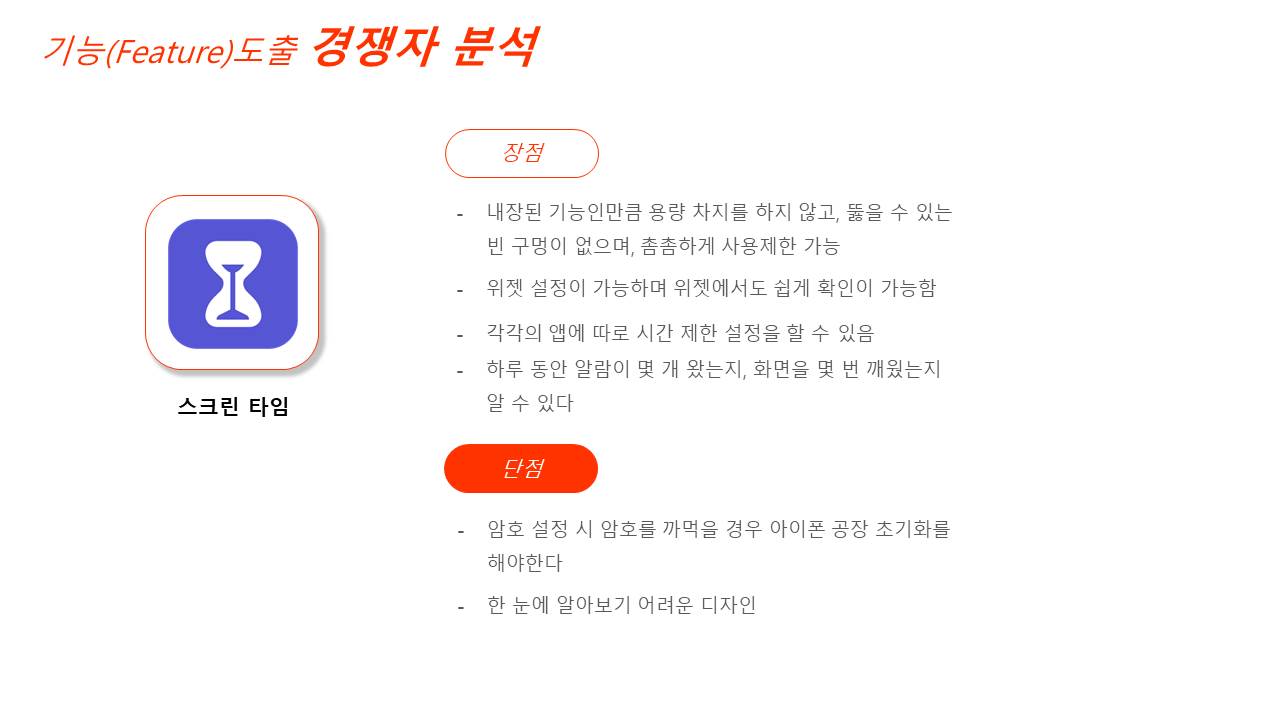 기능(Feature)도출 경쟁자 분석
장점
- 내장된 기능인만큼 용량 차지를 하지 않고, 뚫을 수 있는
빈 구멍이 없으며, 촘촘하게 사용제한 가능
- 위젯 설정이 가능하며 위젯에서도 쉽게 확인이 가능함
- 각각의 앱에 따로 시간 제한 설정을 할 수 있음
- 하루 동안 알람이 몇 개 왔는지, 화면을 몇 번 깨웠는지
알 수 있다
스크린 타임
단점
- 암호 설정 시 암호를 까먹을 경우 아이폰 공장 초기화를
해야한다
- 한 눈에 알아보기 어려운 디자인